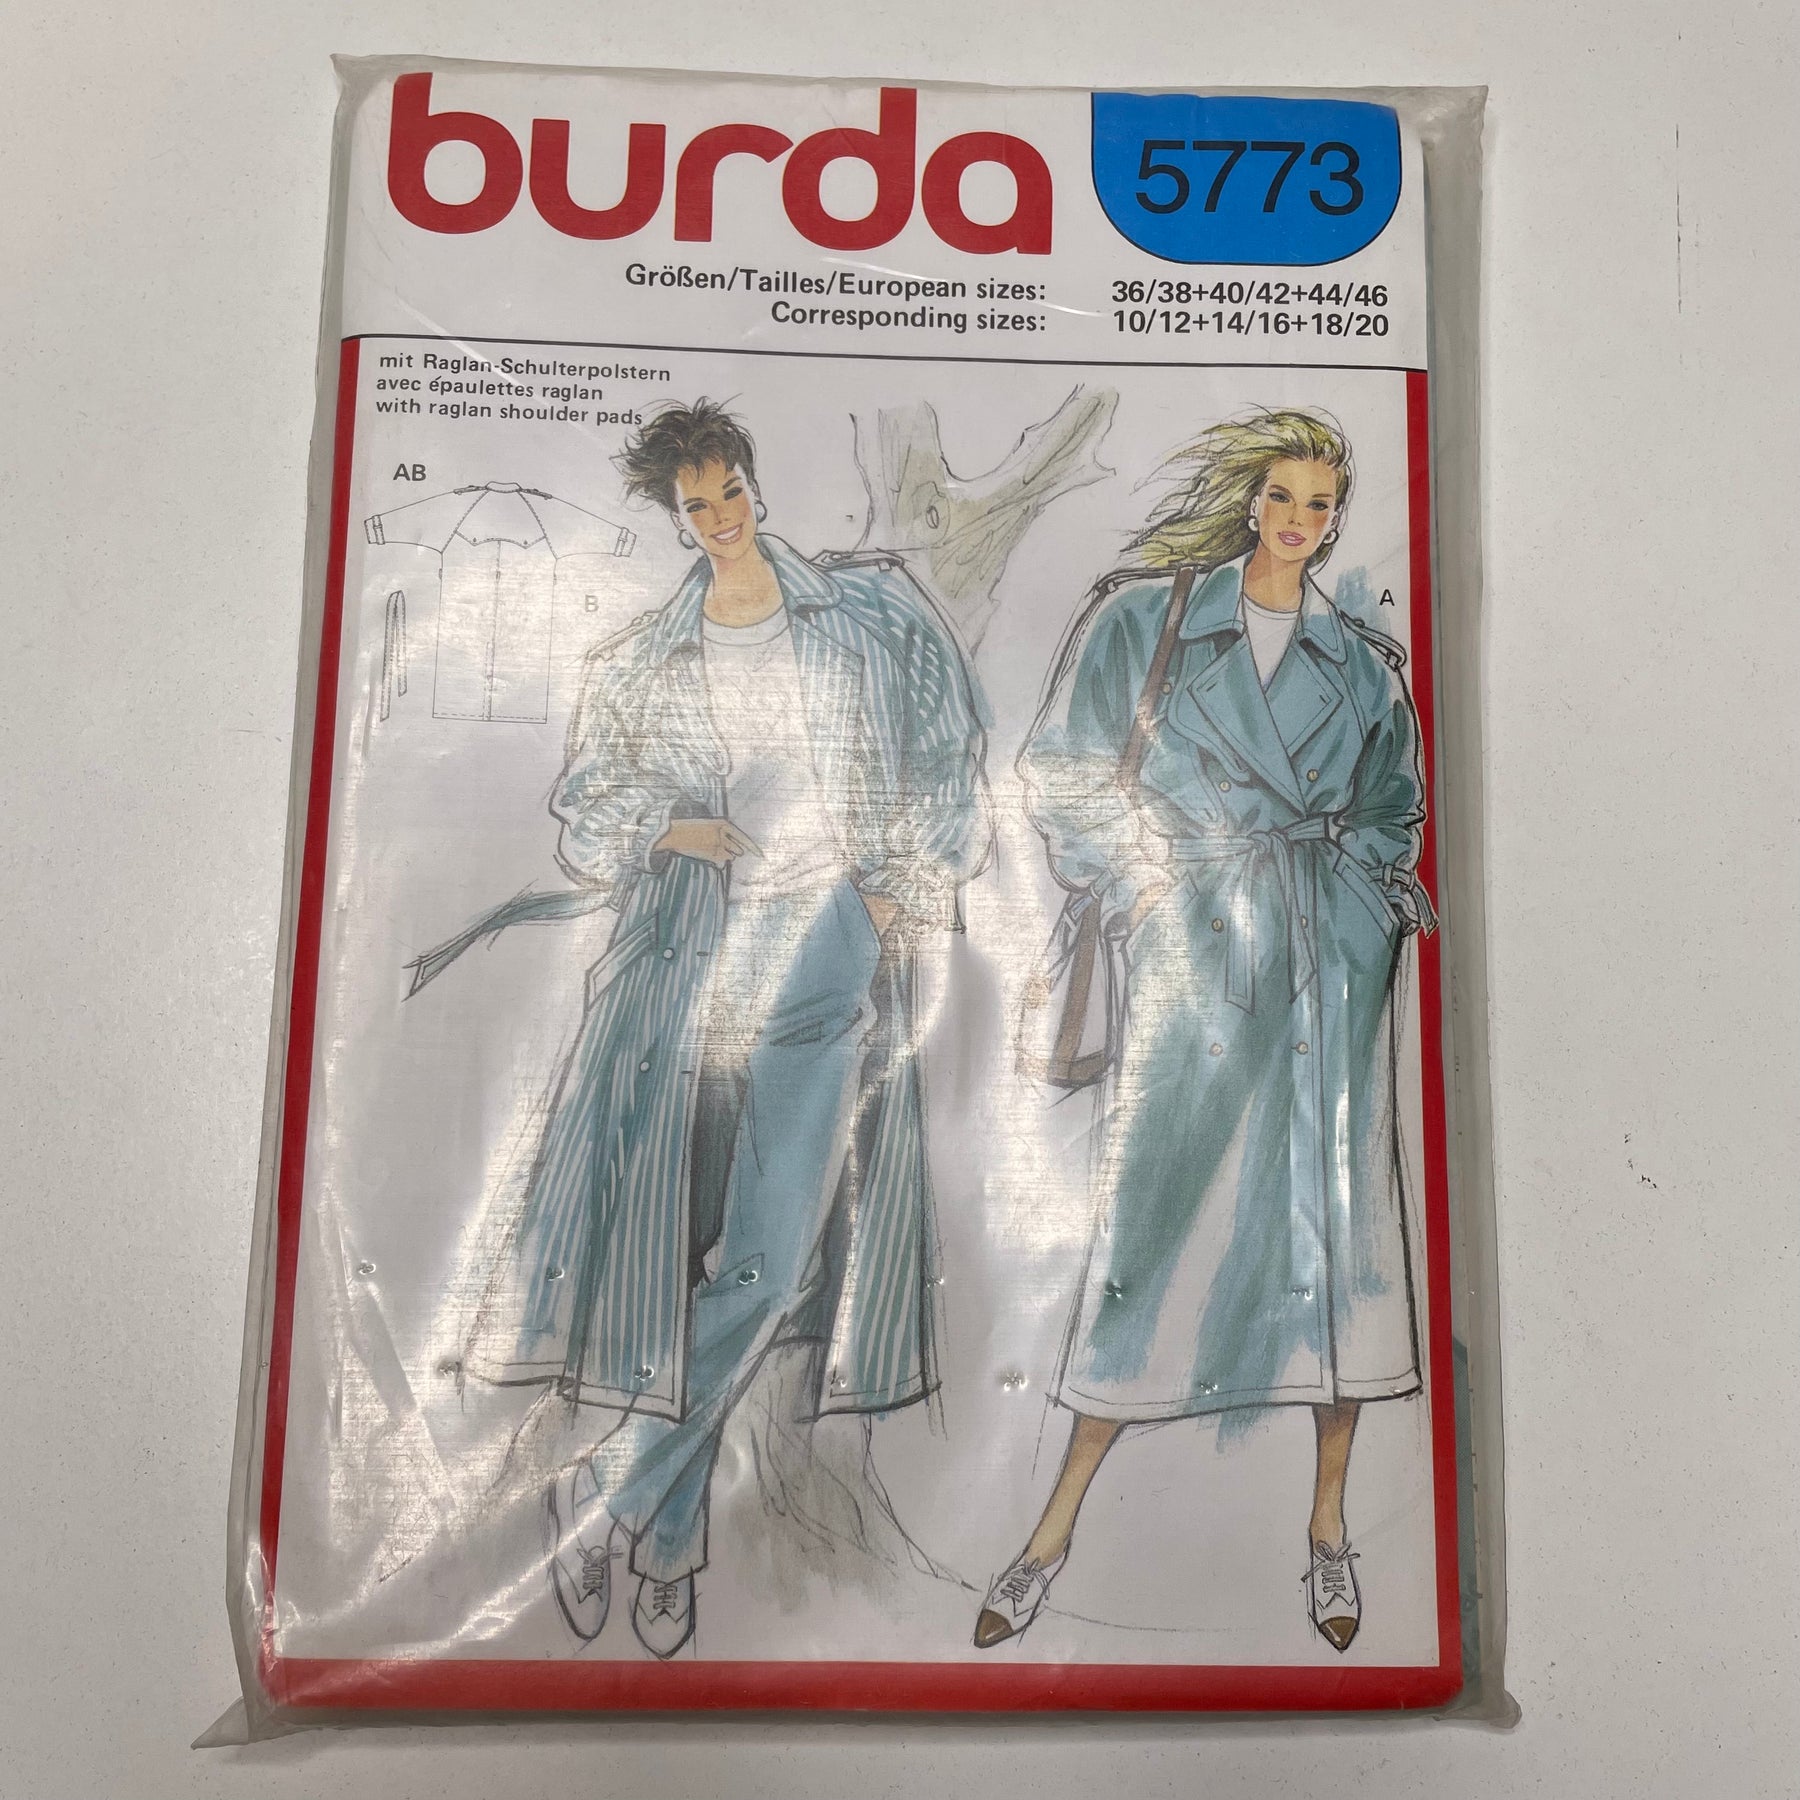 burda
5773
Größen/Tailles/European sizes: 36/38+40/42+44/46
Corresponding sizes: 10/12+14/16+18/20
mit Raglan-Schulterpolstern
avec épaulettes raglan
with raglan shoulder pads
AB
B
A